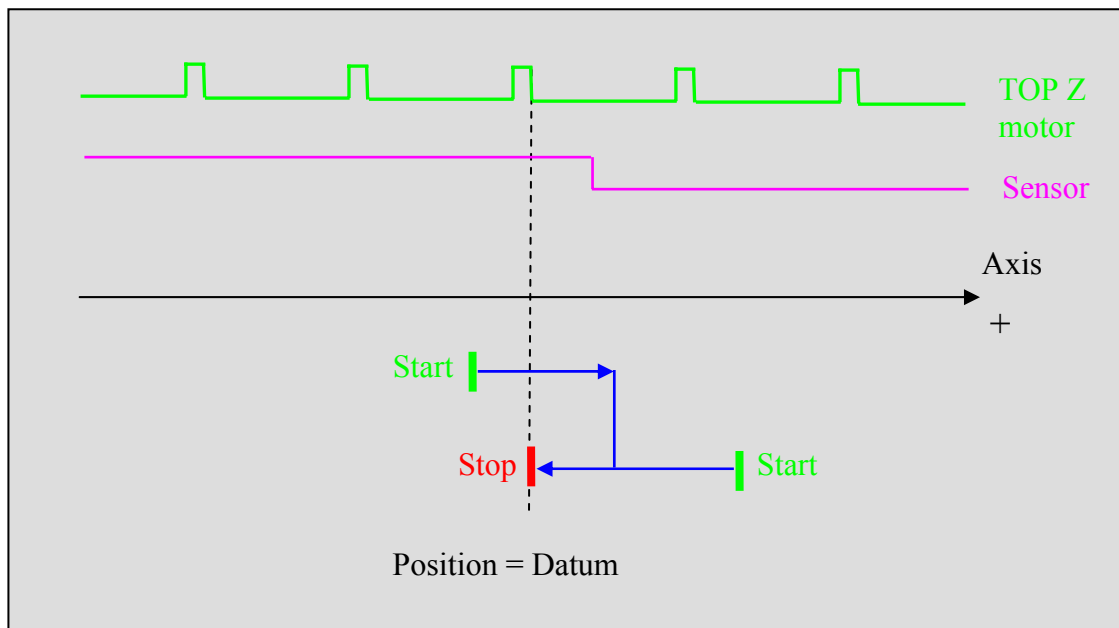 TOP Z
motor
Sensor
Axis
+
Start
Stop
Start
Position = Datum